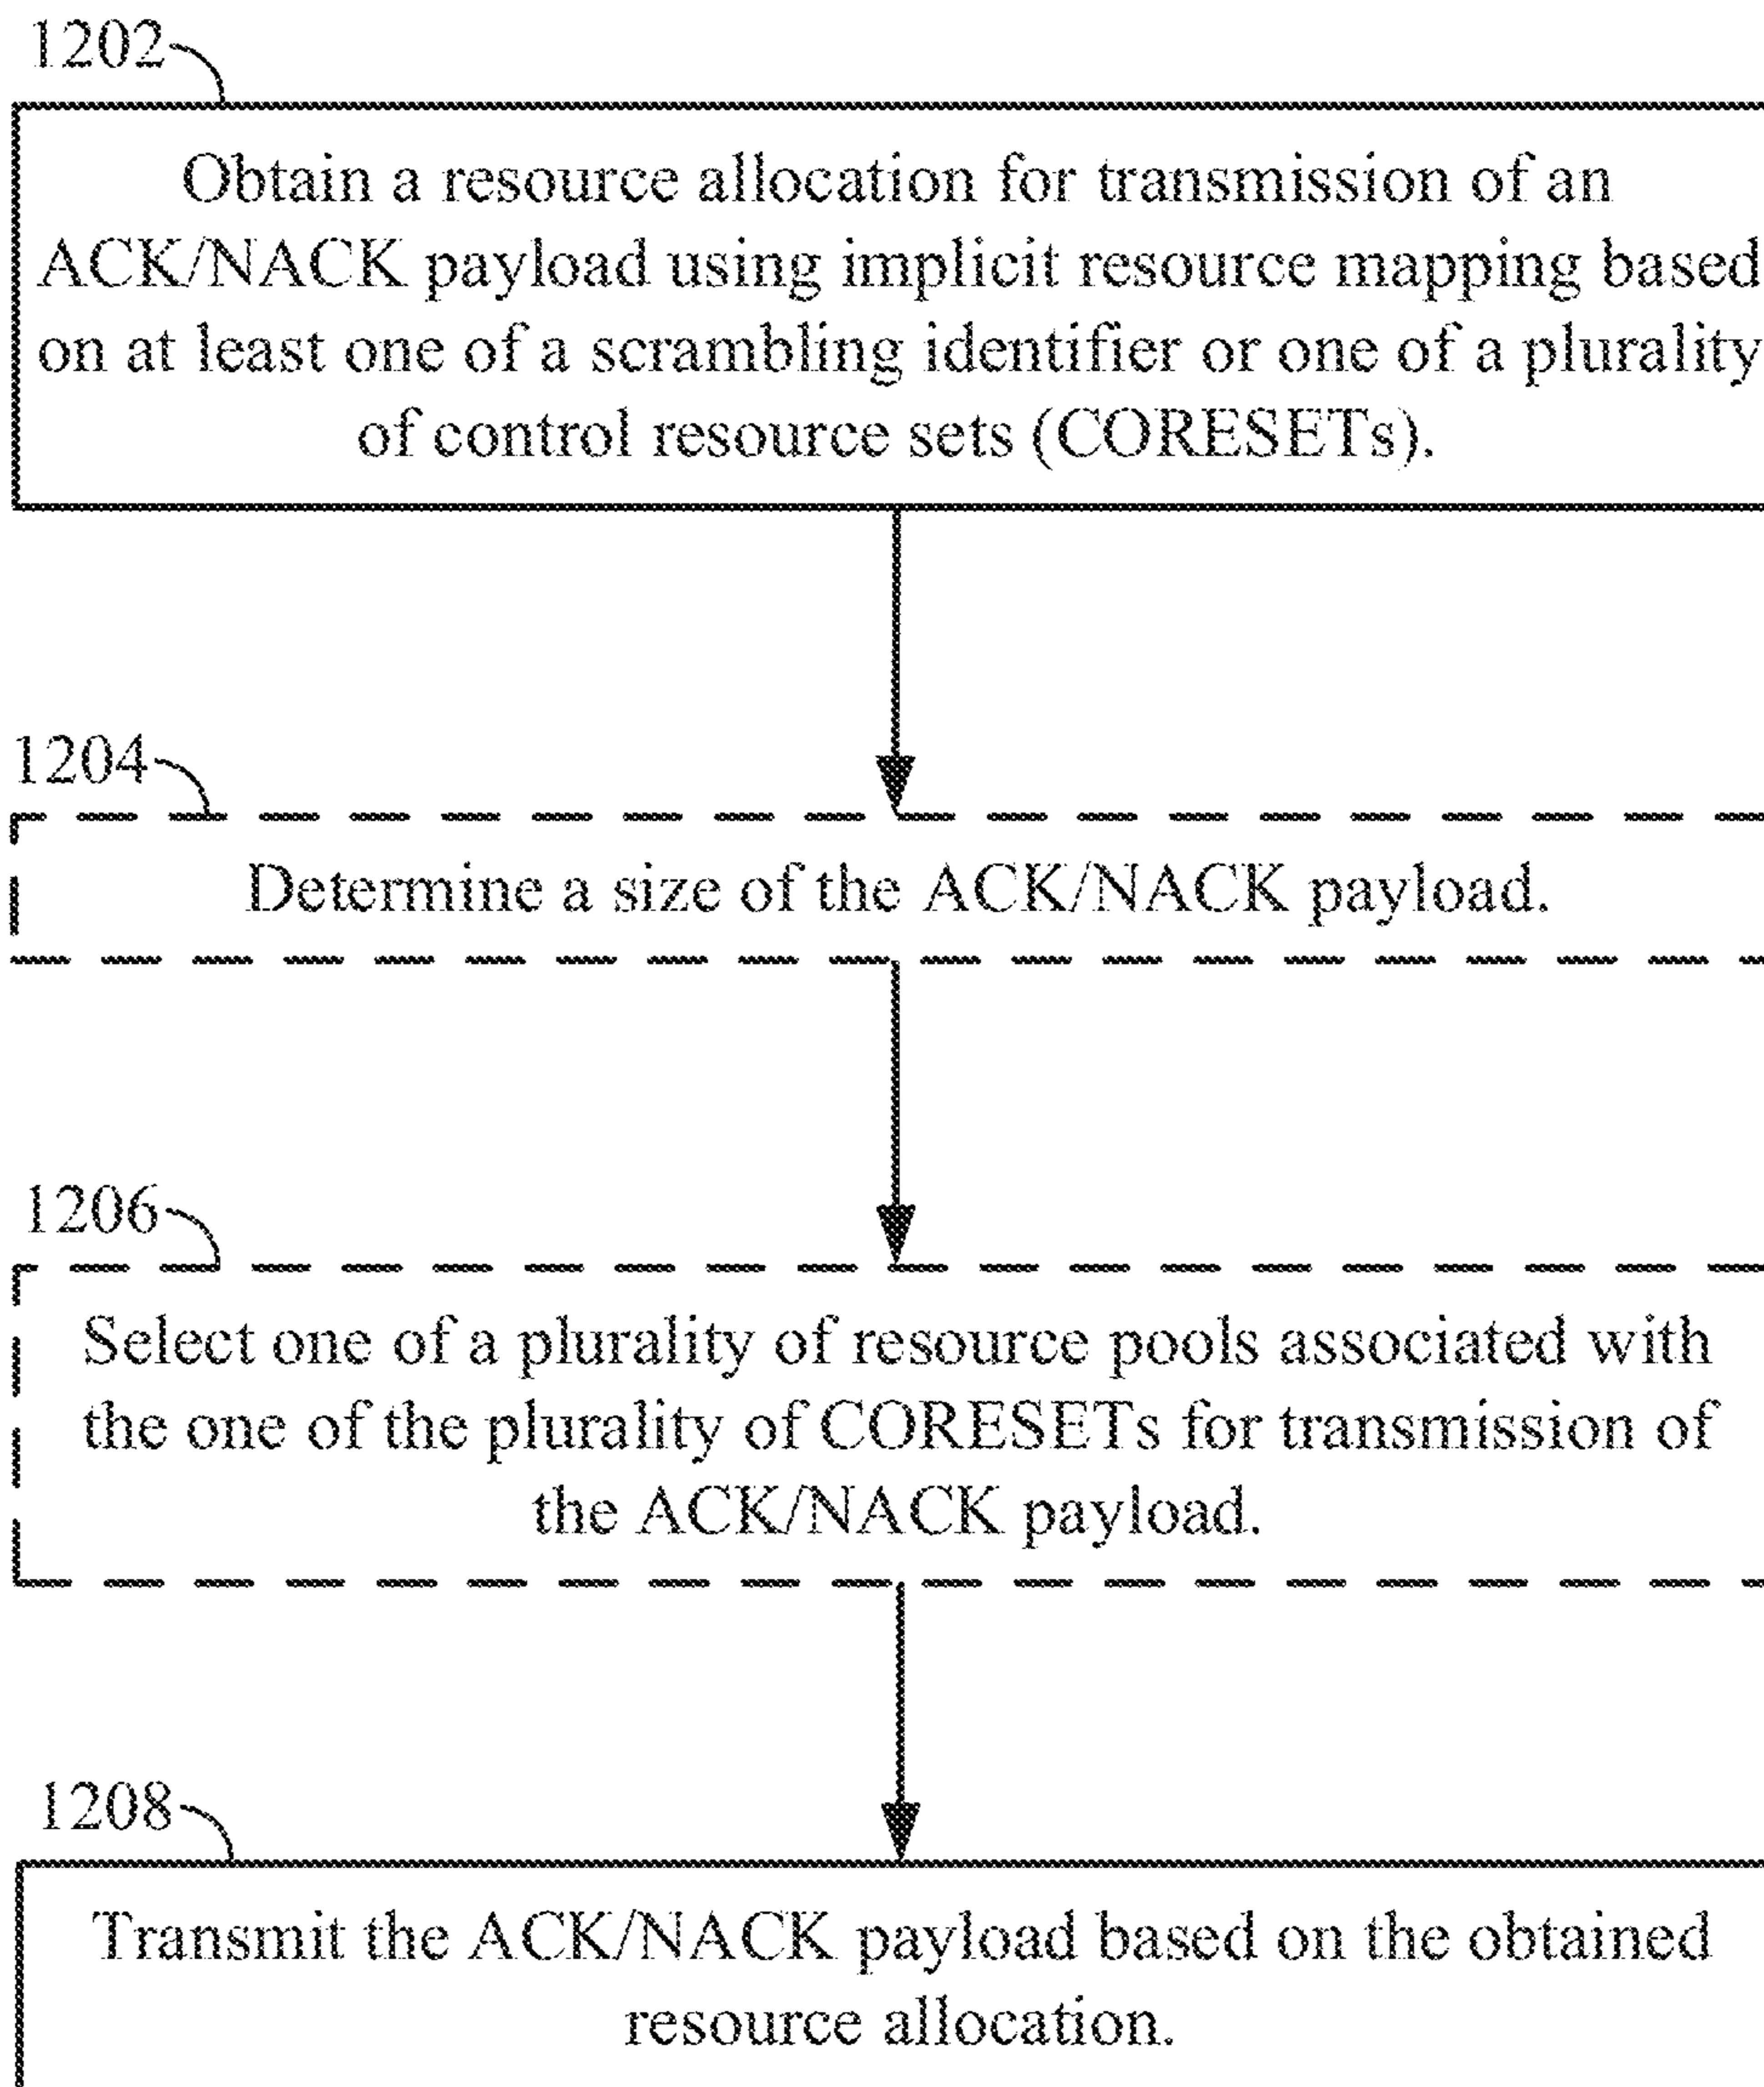 1202
Obtain a resource allocation for transmission of an
ACK/NACK payload using implicit resource mapping based
on at least one of a scrambling identifier or one of a plurality
of control resource sets (CORESETs).
1204
Determine a size of the ACK/NACK payload.
1206
Select one of a plurality of resource pools associated with
the one of the plurality of CORESETs for transmission of
the ACK/NACK payload.
1208
Transmit the ACK/NACK payload based on the obtained
resource allocation.